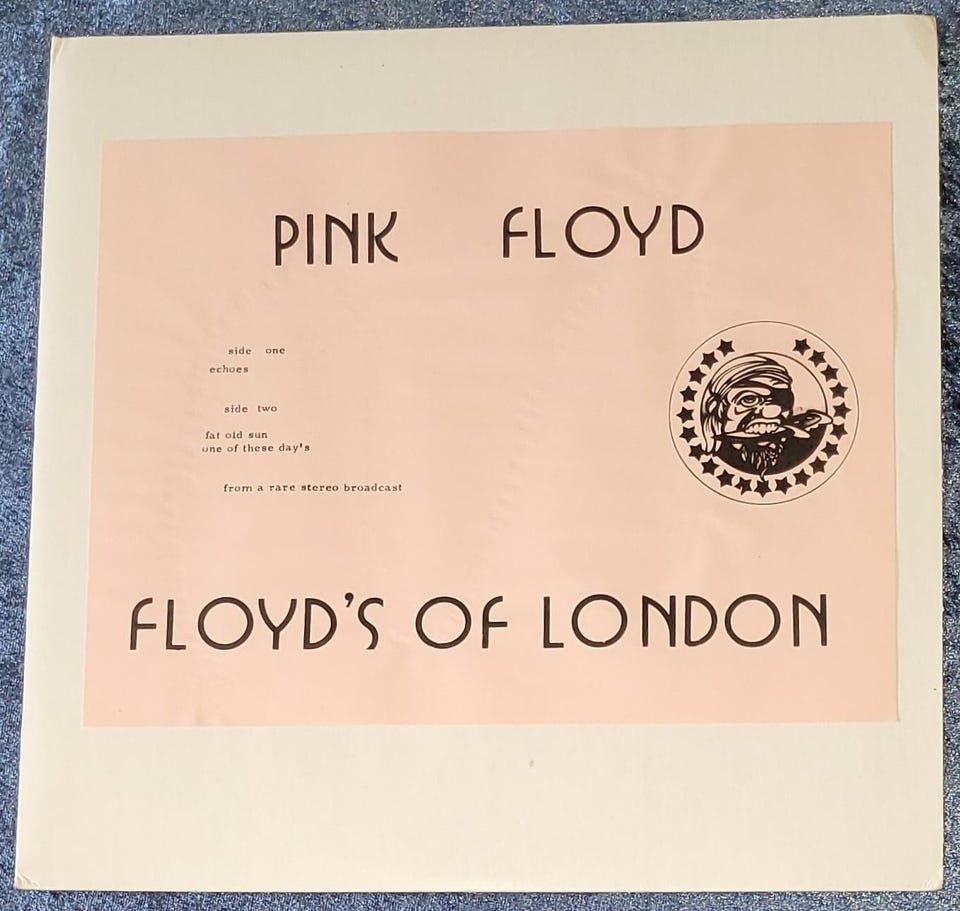 PINK FLOYD
side one
echoes
side two
fat old sun
one of these day's
from a rare stereo broadcast
FLOYD'S OF LONDON